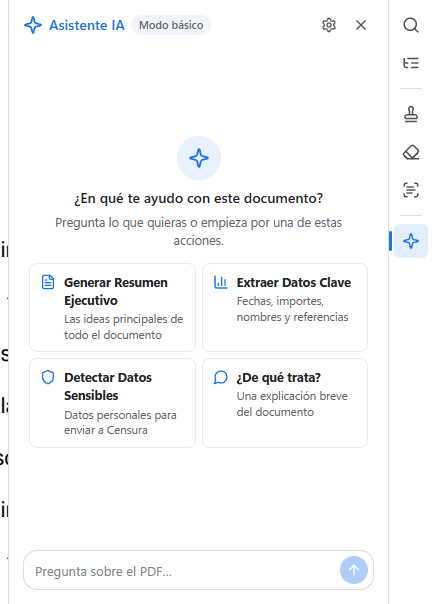 Asistente IA Modo básico
¿En qué te ayudo con este documento?
Pregunta lo que quieras o empieza por una de estas
acciones.
Generar Resumen
Ejecutivo
Las ideas principales de
todo el documento
Extraer Datos Clave
Fechas, importes,
nombres y referencias
Detectar Datos
Sensibles
Datos personales para
enviar a Censura
¿De qué trata?
Una explicación breve
del documento
Pregunta sobre el PDF...